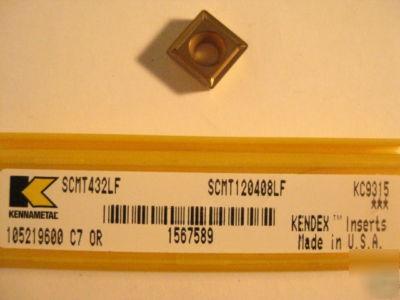 SCMT432LF SCMT120408LF KC9315
***
KENNAMETAL KENDEX™ Inserts
105219600 C7 OR 1567589 Made in U.S.A.